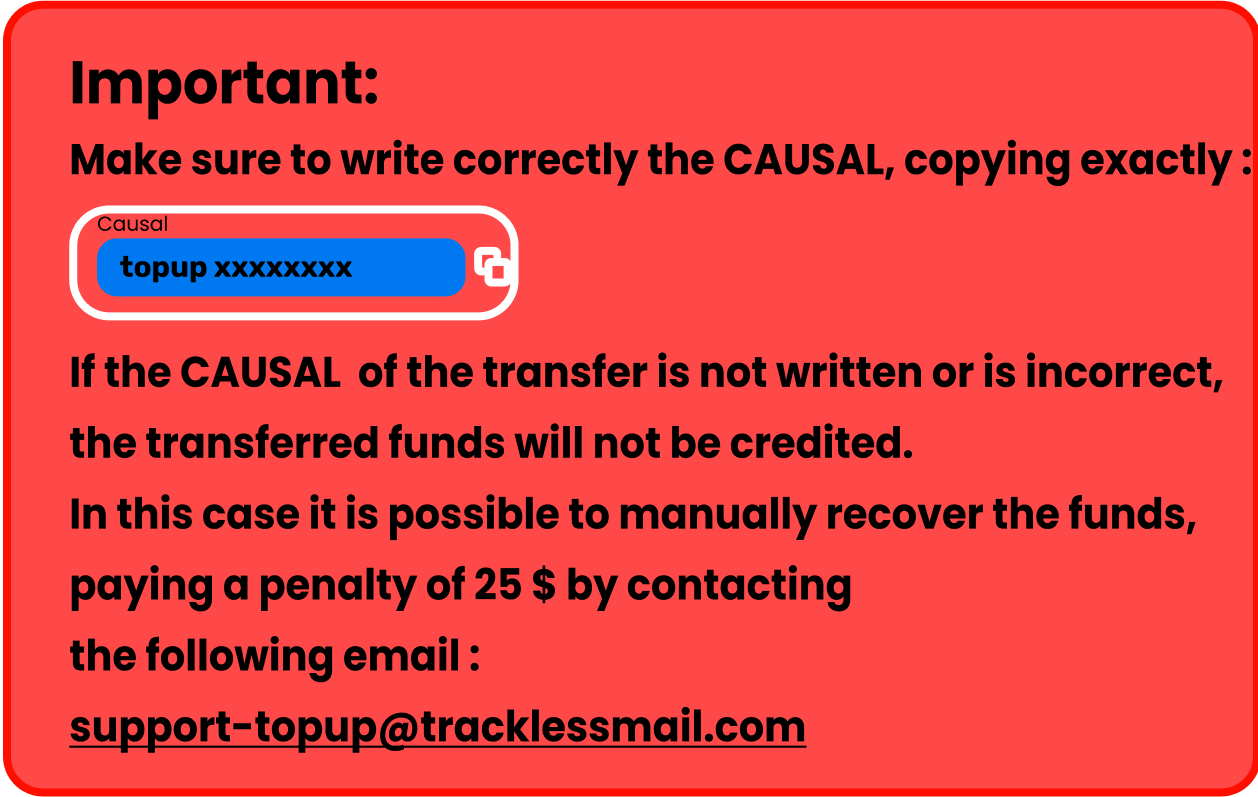 Important:
Make sure to write correctly the CAUSAL, copying exactly :
Causal
topup xxxxxxxx
If the CAUSAL  of the transfer is not written or is incorrect,
the transferred funds will not be credited.
In this case it is possible to manually recover the funds,
paying a penalty of 25 $ by contacting
the following email :
support-topup@tracklessmail.com